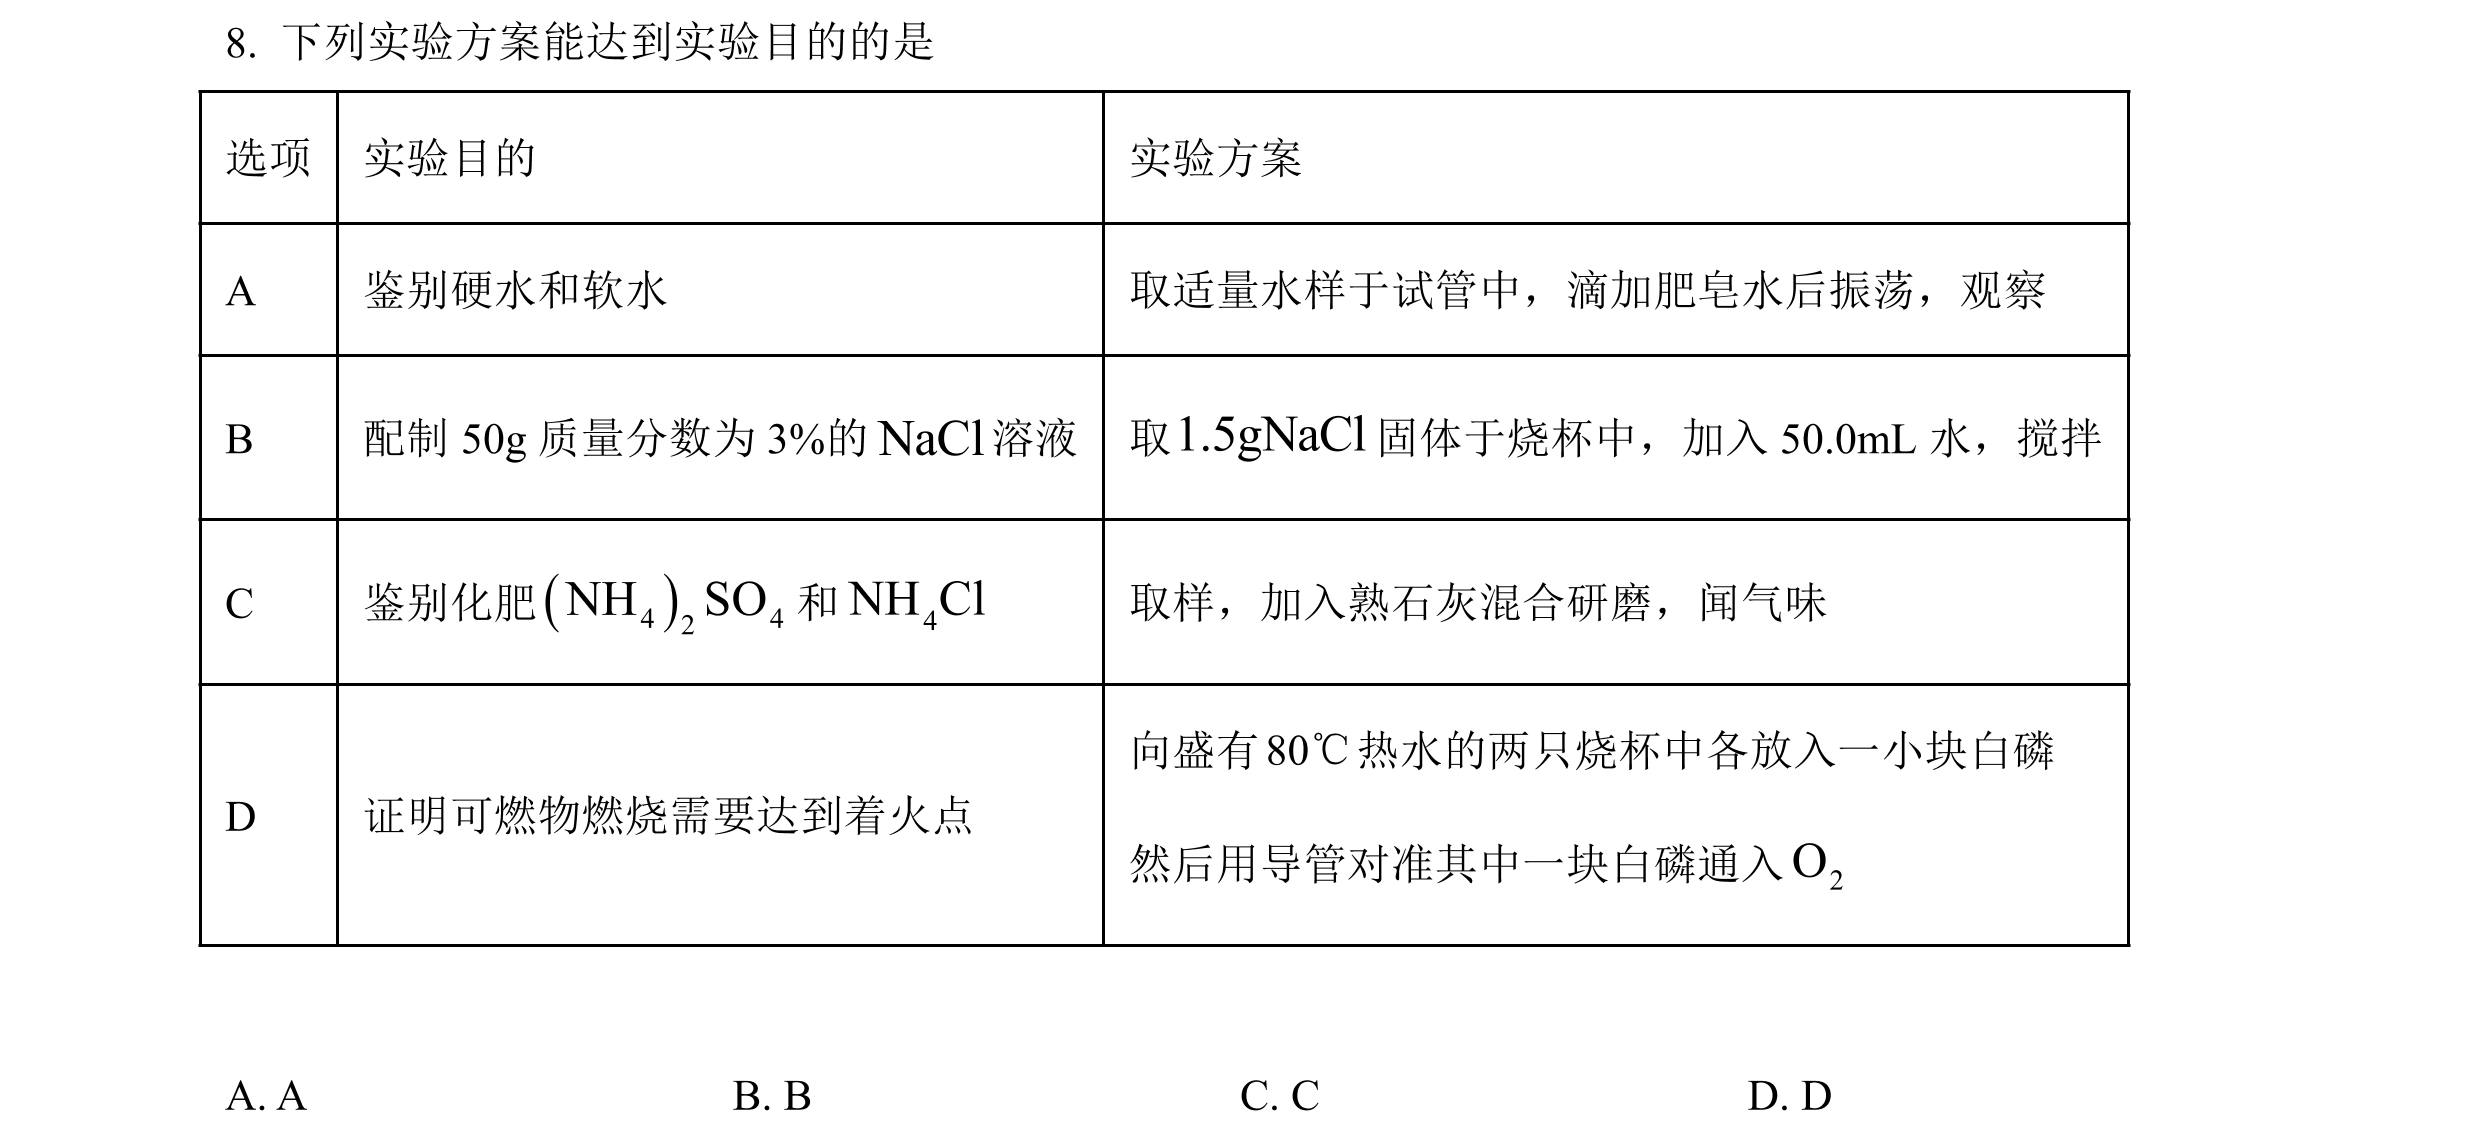 8. 下列实验方案能达到实验目的的是
选项 实验目的 实验方案
A 鉴别硬水和软水 取适量水样于试管中，滴加肥皂水后振荡，观察
B 配制 50g 质量分数为 3%的 NaCl 溶液 取 1.5gNaCl 固体于烧杯中，加入 50.0mL 水，搅拌
C 鉴别化肥 (NH₄)₂SO₄ 和 NH₄Cl 取样，加入熟石灰混合研磨，闻气味
D 证明可燃物燃烧需要达到着火点 向盛有 80℃ 热水的两只烧杯中各放入一小块白磷
然后用导管对准其中一块白磷通入 O₂
A. A B. B C. C D. D